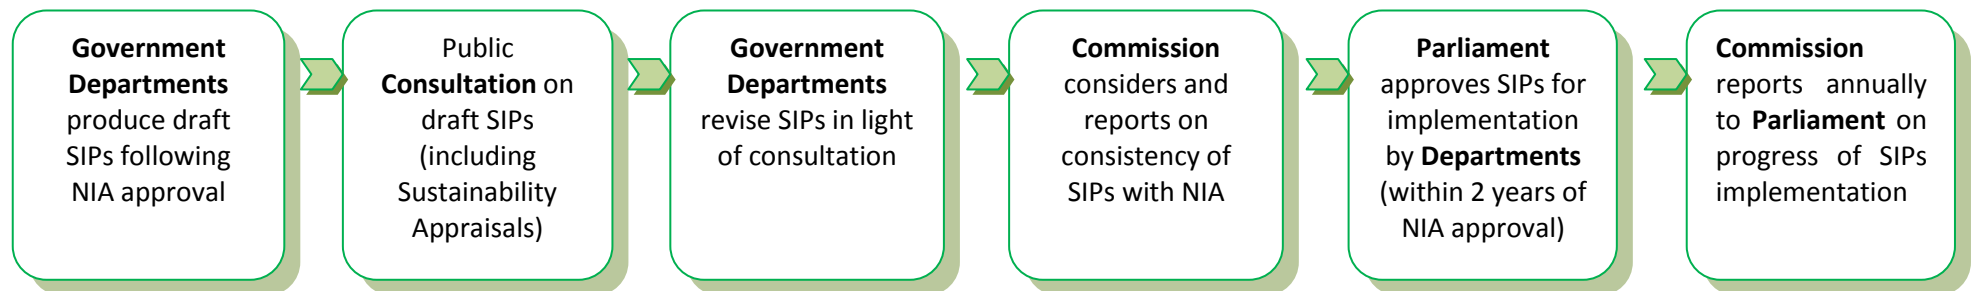 Government
Departments
produce draft
SIPs following
NIA approval
Public
Consultation on
draft SIPs
(including
Sustainability
Appraisals)
Government
Departments
revise SIPs in light
of consultation
Commission
considers and
reports on
consistency of
SIPs with NIA
Parliament
approves SIPs for
implementation
by Departments
(within 2 years of
NIA approval)
Commission
reports annually
to Parliament on
progress of SIPs
implementation